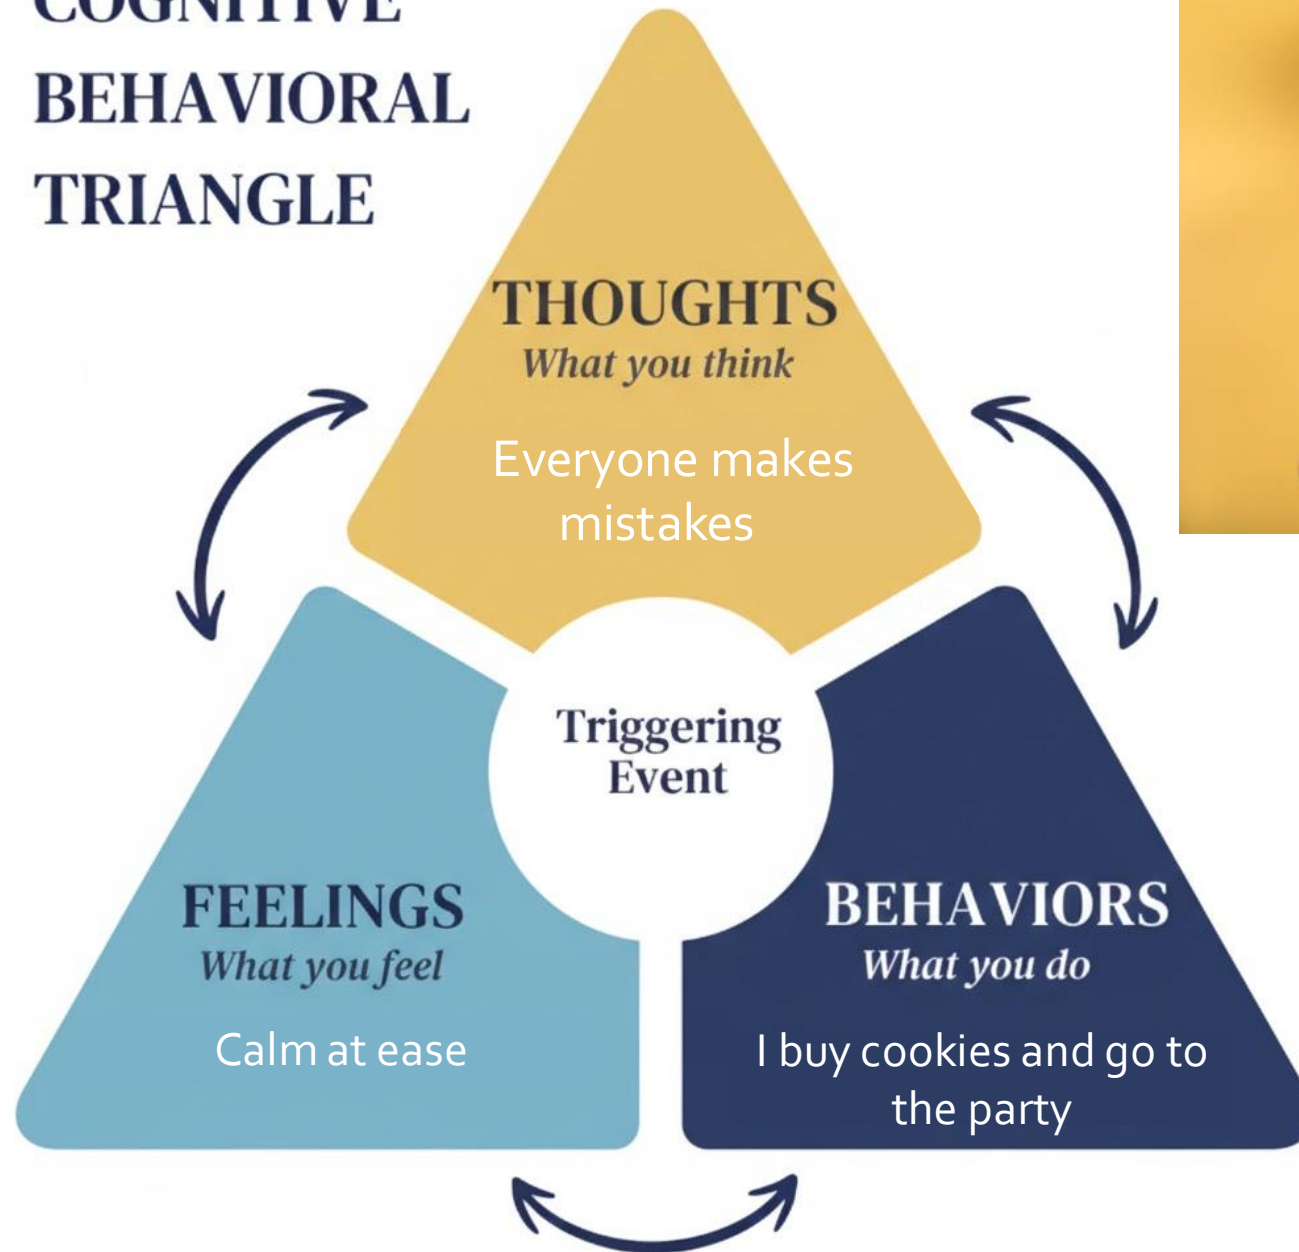 COGNITIVE
BEHAVIORAL
TRIANGLE
THOUGHTS
What you think
Everyone makes
mistakes
Triggering
Event
FEELINGS
What you feel
Calm at ease
BEHAVIORS
What you do
I buy cookies and go to
the party